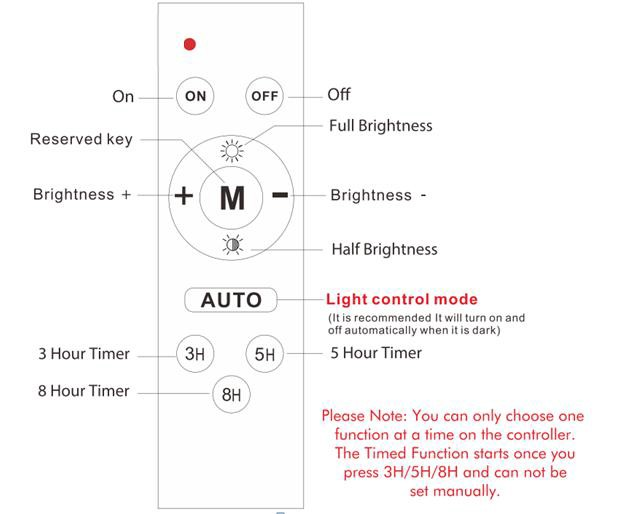 On
ON
OFF
Off
Full Brightness
Reserved key
Brightness +
+
M
-
Brightness -
Half Brightness
AUTO
Light control mode
(It is recommended It will turn on and
off automatically when it is dark)
3 Hour Timer
3H
5H
5 Hour Timer
8 Hour Timer
8H
Please Note: You can only choose one
function at a time on the controller.
The Timed Function starts once you
press 3H/5H/8H and can not be
set manually.